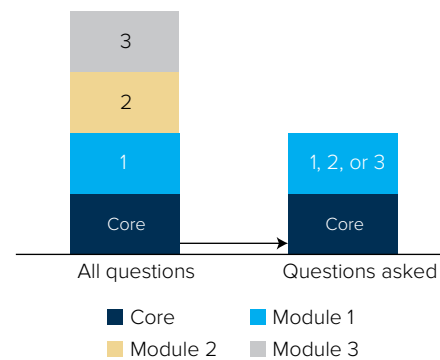 3
2
1
1, 2, or 3
Core
Core
All questions
Questions asked
Core
Module 1
Module 2
Module 3